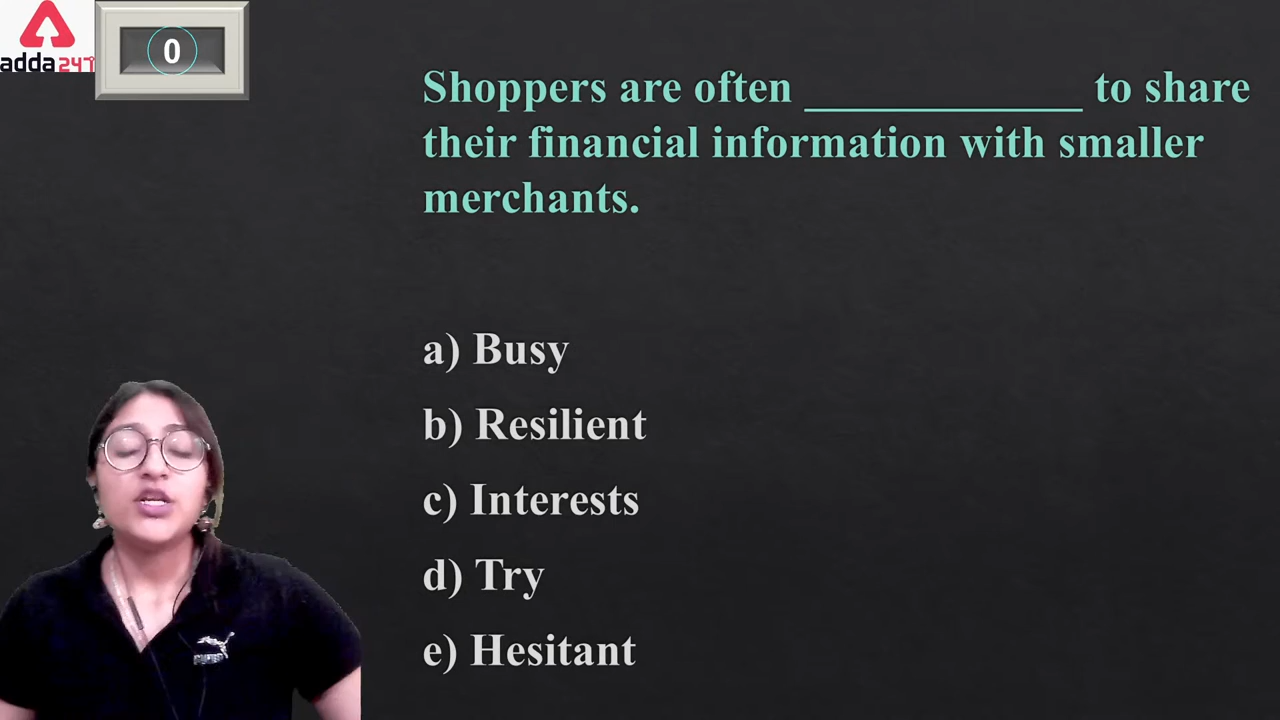 adda247
0
Shoppers are often _____________ to share
their financial information with smaller
merchants.
a) Busy
b) Resilient
c) Interests
d) Try
e) Hesitant